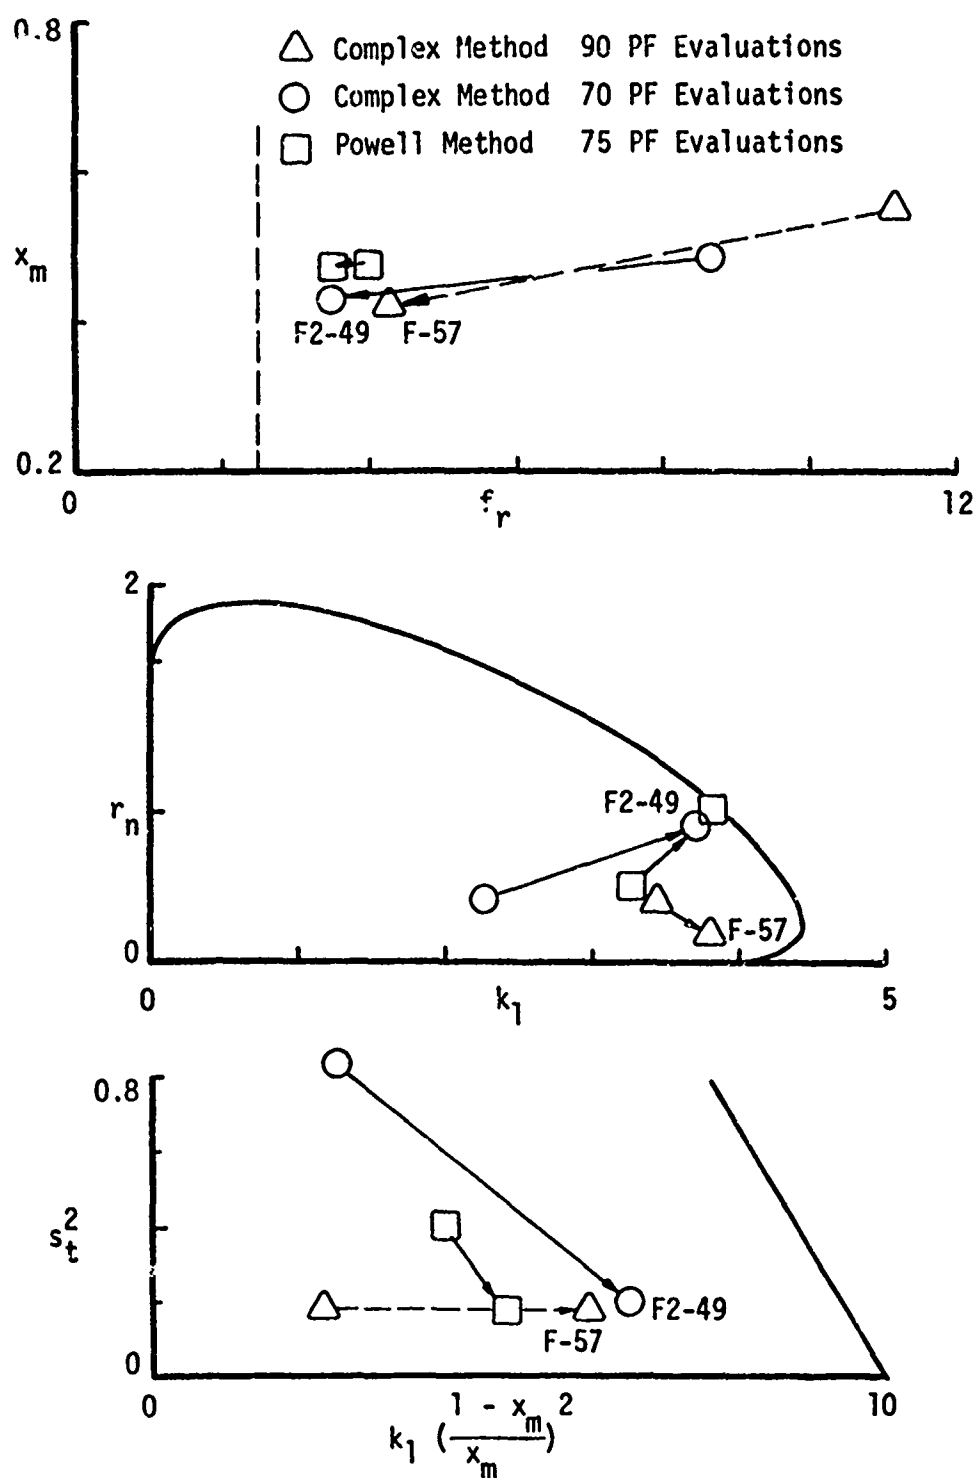 0.8
Complex Method 90 PF Evaluations
Complex Method 70 PF Evaluations
Powell Method 75 PF Evaluations
x_m
F2-49 F-57
0.2
0 12
f_r
2
F2-49
r_n
F-57
0
0 5
k_1
0.8
s_t^2
F2-49
F-57
0
0 10
k_1 (\frac{1 - x_m}{x_m})^2